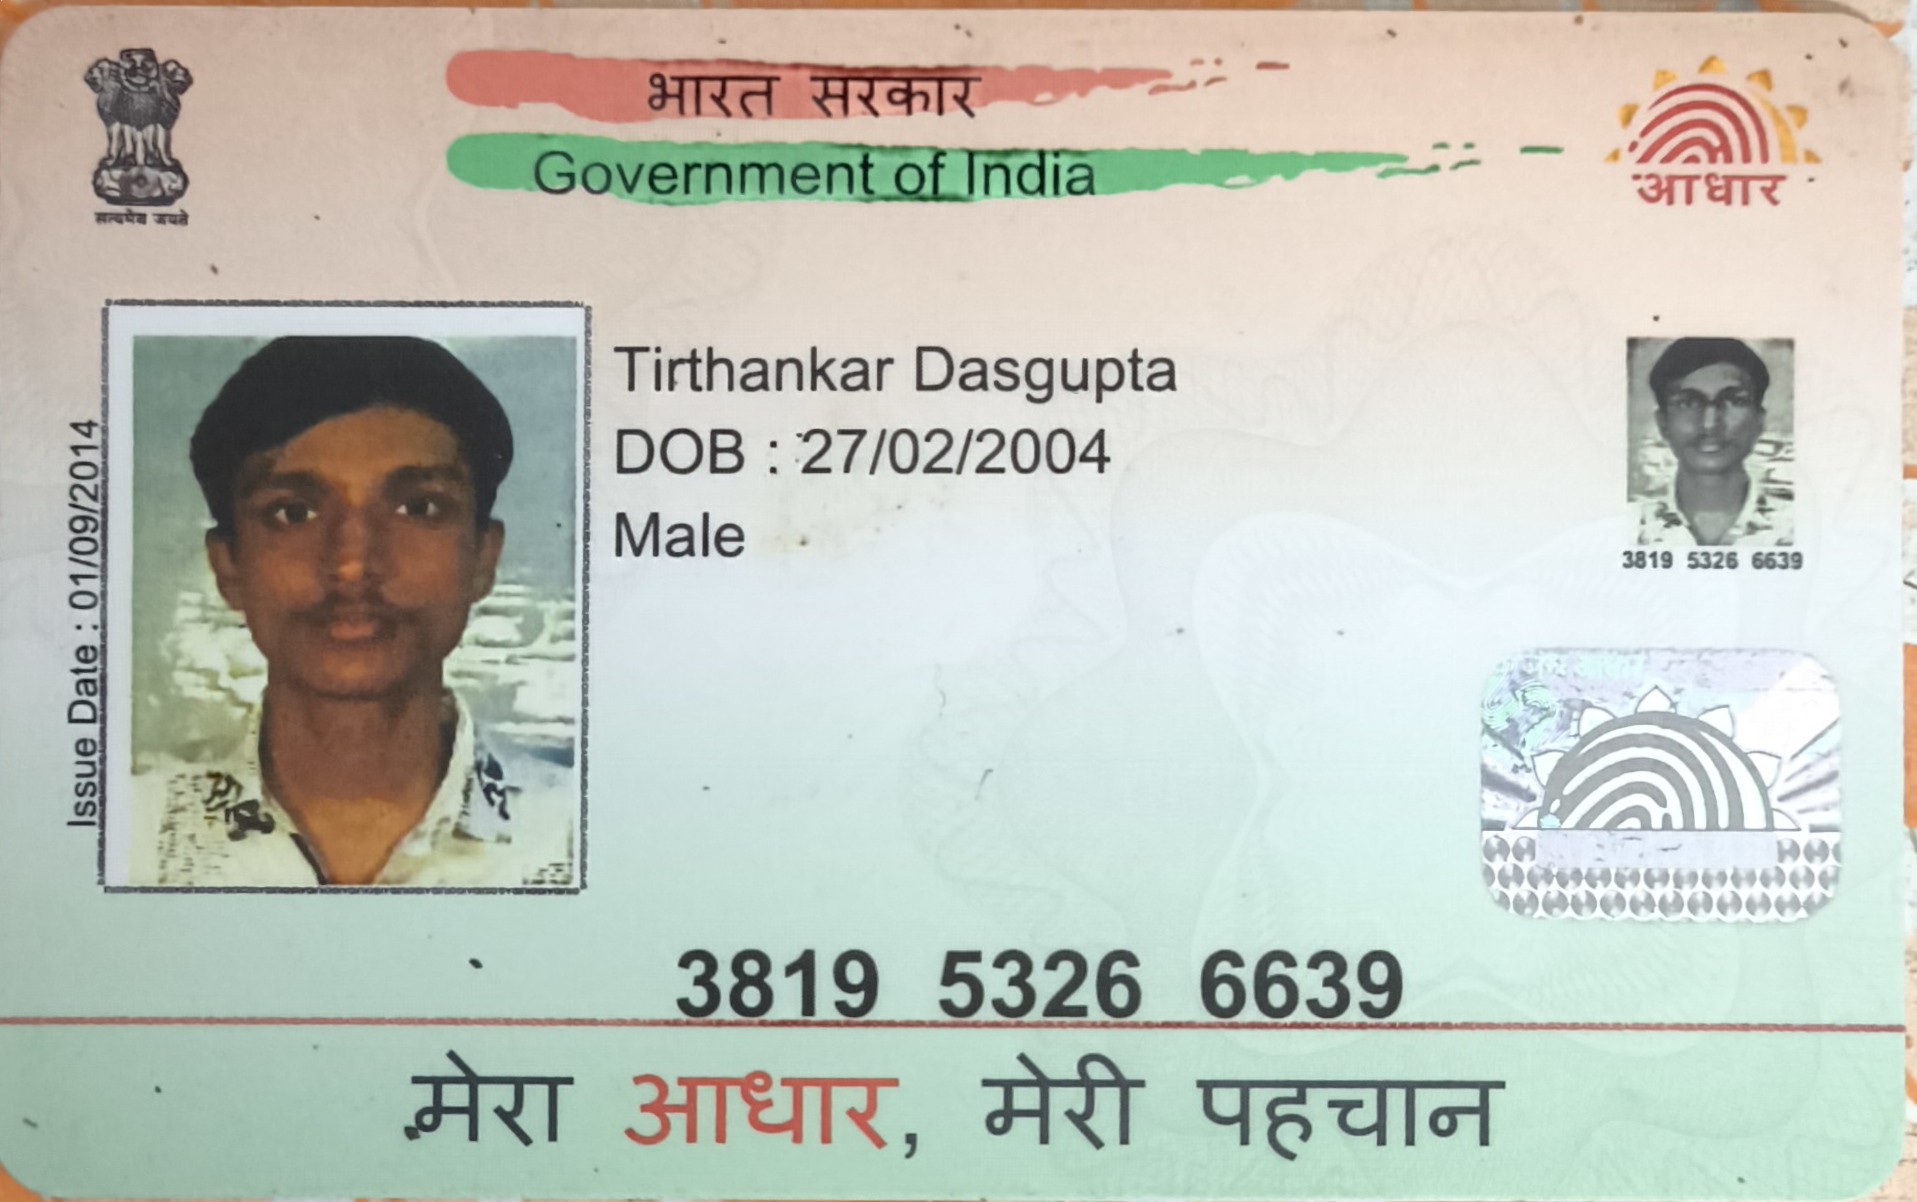 सत्यमेव जयते
भारत सरकार
Government of India
आधार
Issue Date : 01/09/2014
Tirthankar Dasgupta
DOB : 27/02/2004
Male
3819 5326 6639
3819 5326 6639
मेरा आधार, मेरी पहचान